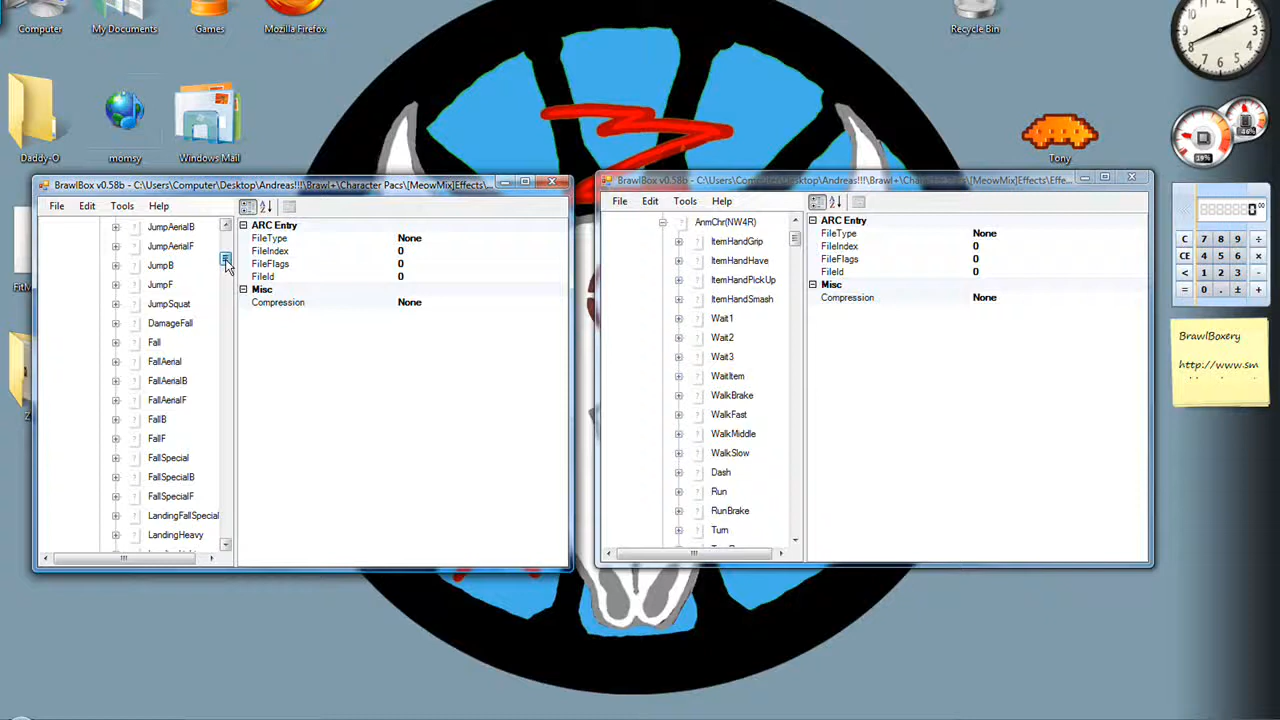 Computer
My Documents
Games
Mozilla Firefox
Recycle Bin
Daddy-O
momsy
Windows Mail
Tony
46%
19%
BrawlBox v0.58b - C:\Users\Computer\Desktop\Andreas!!!\Brawl+\Character Pacs\[MeowMix]Effects\...
File Edit Tools Help
JumpAerialB
JumpAerialF
JumpB
JumpF
JumpSquat
DamageFall
Fall
FallAerial
FallAerialB
FallAerialF
FallB
FallF
FallSpecial
FallSpecialB
FallSpecialF
LandingFallSpecial
LandingHeavy
ARC Entry
FileType None
FileIndex 0
FileFlags 0
FileId 0
Misc
Compression None
BrawlBox v0.58b - C:\Users\Computer\Desktop\Andreas!!!\Brawl+\Character Pacs\[MeowMix]Effects\Effe...
File Edit Tools Help
AnmChr(NW4R)
ItemHandGrip
ItemHandHave
ItemHandPickUp
ItemHandSmash
Wait1
Wait2
Wait3
WaitItem
WalkBrake
WalkFast
WalkMiddle
WalkSlow
Dash
Run
RunBrake
Turn
ARC Entry
FileType None
FileIndex 0
FileFlags 0
FileId 0
Misc
Compression None
0
C 7 8 9 ÷
CE 4 5 6 ×
< 1 2 3 -
= 0 . ± +
BrawlBoxery
http://www.sm